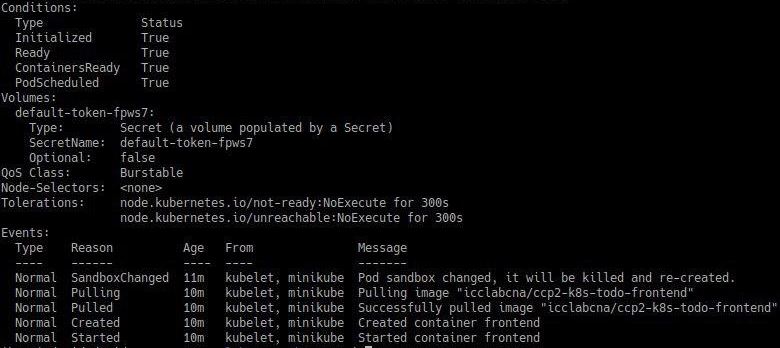 Conditions:
Type Status
Initialized True
Ready True
ContainersReady True
PodScheduled True
Volumes:
default-token-fpws7:
Type: Secret (a volume populated by a Secret)
SecretName: default-token-fpws7
Optional: false
QoS Class: Burstable
Node-Selectors: <none>
Tolerations: node.kubernetes.io/not-ready:NoExecute for 300s
node.kubernetes.io/unreachable:NoExecute for 300s
Events:
Type Reason Age From Message
---- ------ ---- ---- -------
Normal SandboxChanged 11m kubelet, minikube Pod sandbox changed, it will be killed and re-created.
Normal Pulling 10m kubelet, minikube Pulling image "icclabcna/ccp2-k8s-todo-frontend"
Normal Pulled 10m kubelet, minikube Successfully pulled image "icclabcna/ccp2-k8s-todo-frontend"
Normal Created 10m kubelet, minikube Created container frontend
Normal Started 10m kubelet, minikube Started container frontend